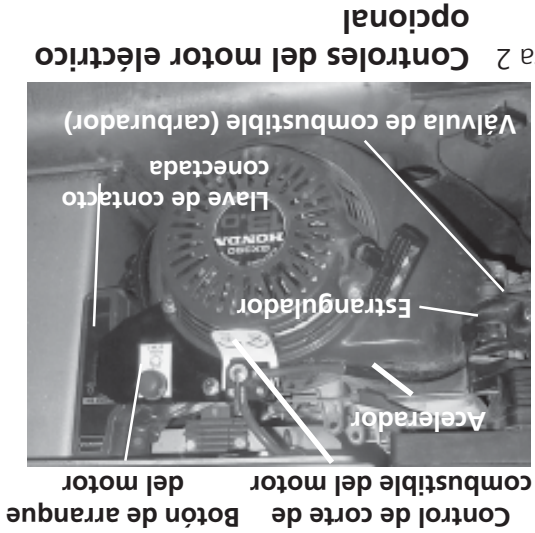 Control de corte de
combustible del motor
Botón de arranque
del motor
Acelerador
Estrangulador
HONDA
GX390
Llave de contacto
conectada
Válvula de combustible (carburador)
a 2 Controles del motor eléctrico
opcional